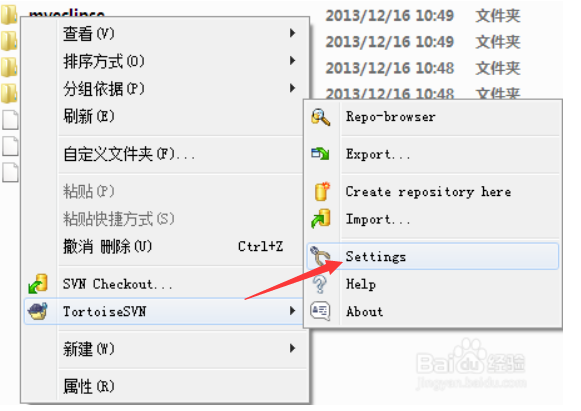 myeclipse 2013/12/16 10:49 文件夹
2013/12/16 10:49 文件夹
2013/12/16 10:48 文件夹
2013/12/16 10:48 文件夹
查看(V)
排序方式(O)
分组依据(P)
刷新(E)
自定义文件夹(F)...
粘贴(P)
粘贴快捷方式(S)
撤消 删除(U) Ctrl+Z
SVN Checkout...
TortoiseSVN
新建(W)
属性(R)
Repo-browser
Export...
Create repository here
Import...
Settings
Help
About
Baidu 经验
jingyan.baidu.com